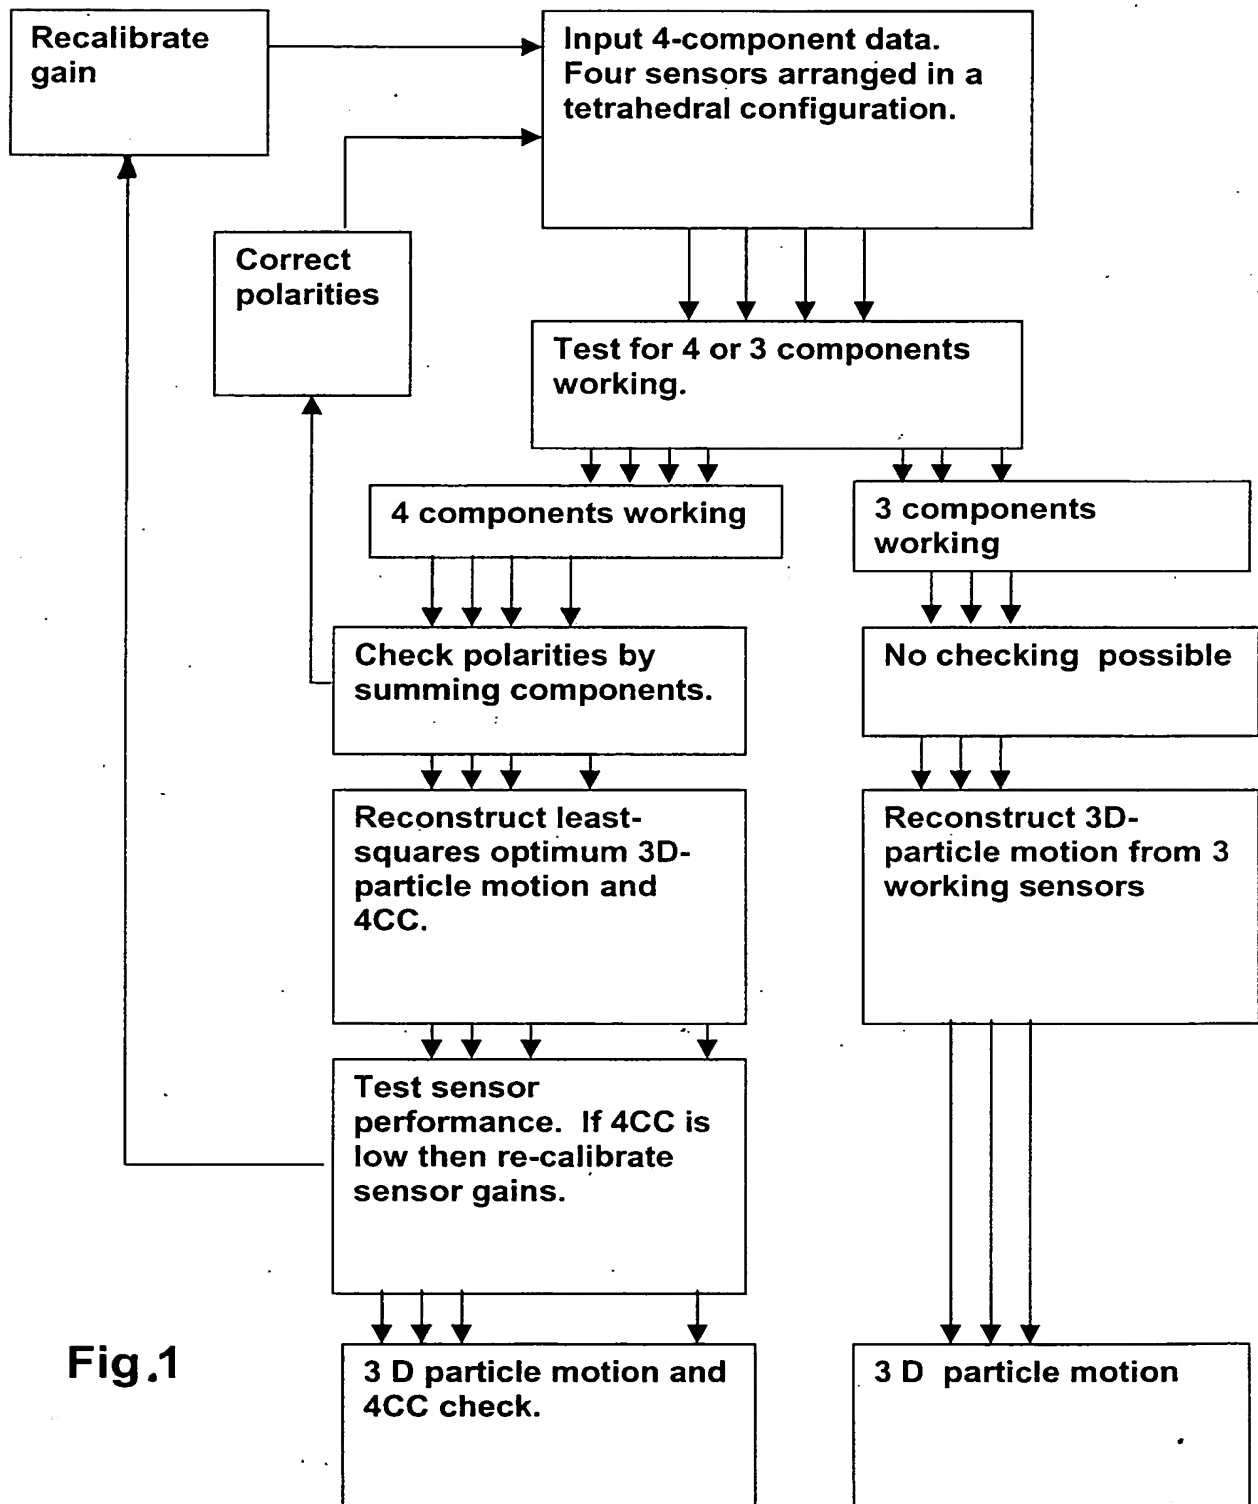 Recalibrate
gain
Input 4-component data.
Four sensors arranged in a
tetrahedral configuration.
Correct
polarities
Test for 4 or 3 components
working.
4 components working
3 components
working
Check polarities by
summing components.
No checking possible
Reconstruct least-
squares optimum 3D-
particle motion and
4CC.
Reconstruct 3D-
particle motion from 3
working sensors
Test sensor
performance. If 4CC is
low then re-calibrate
sensor gains.
3 D particle motion and
4CC check.
3 D particle motion
Fig.1